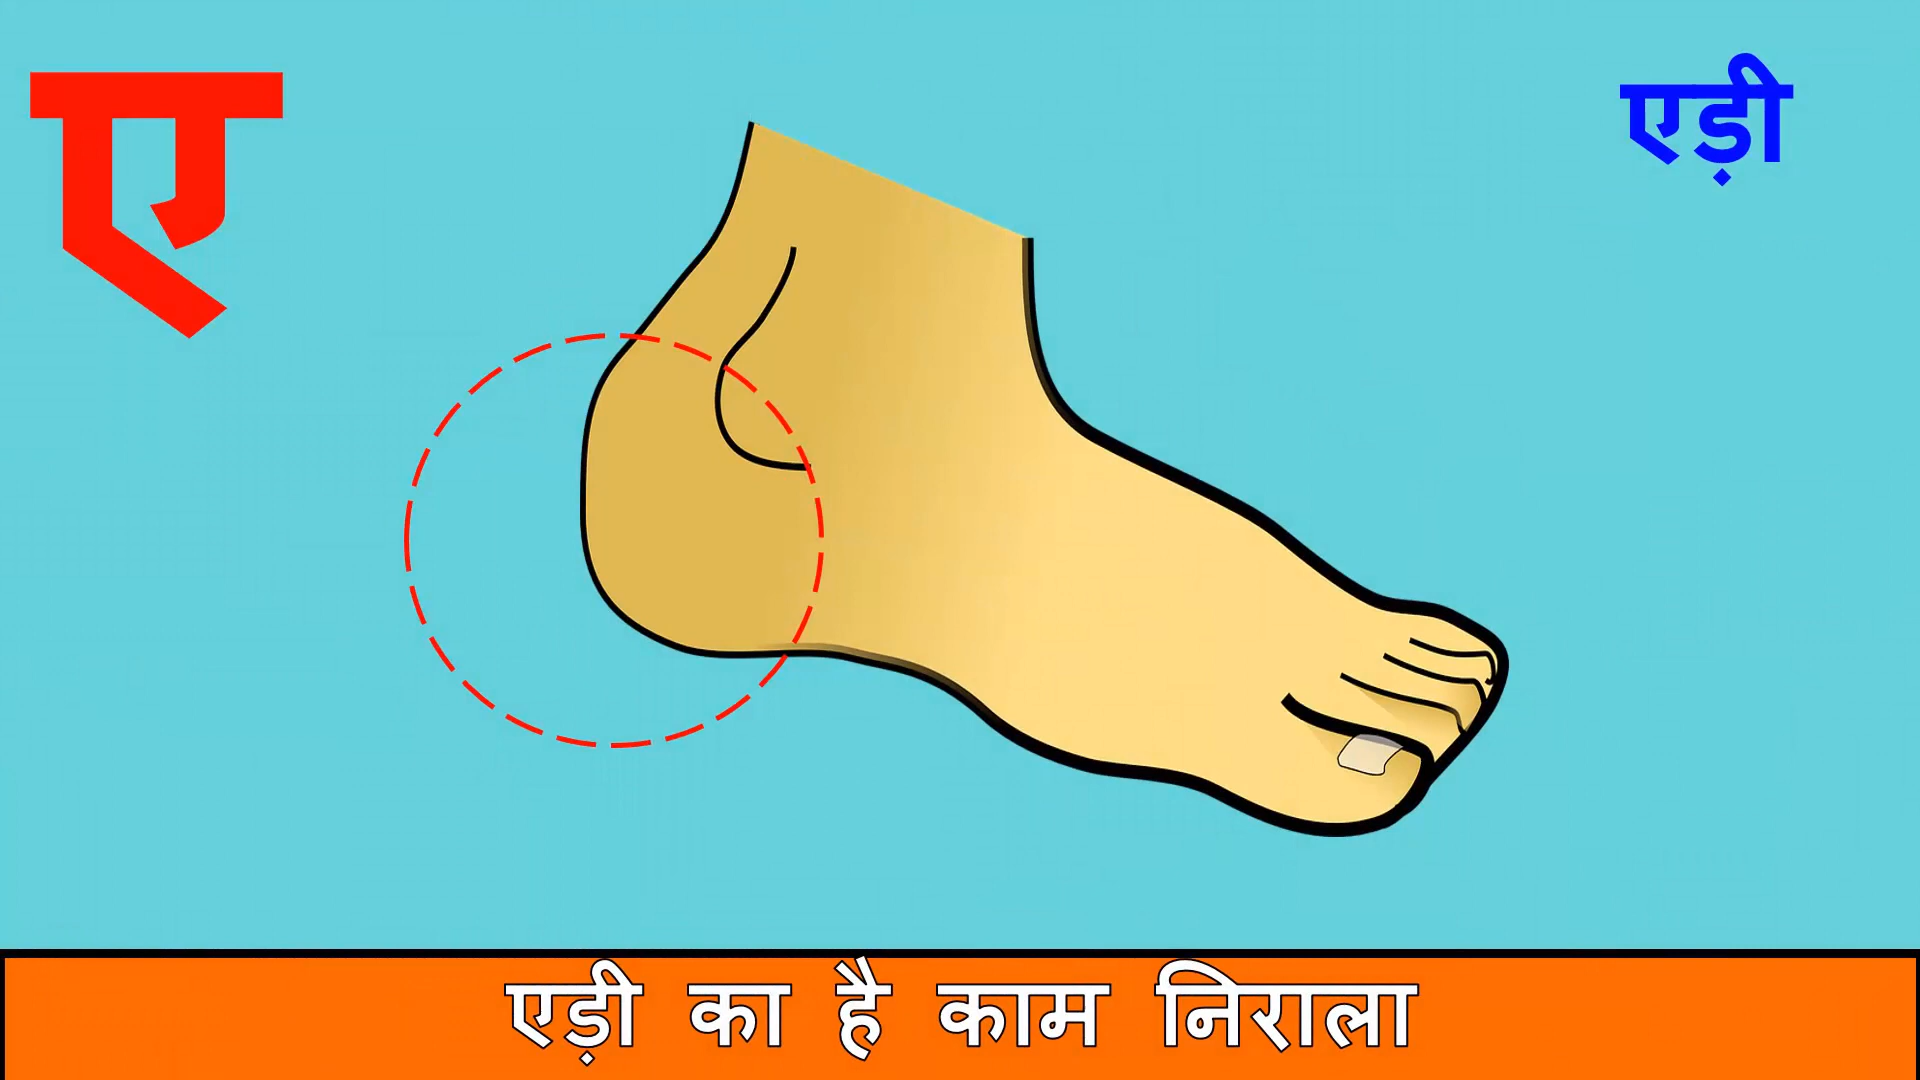 ए
एड़ी
एड़ी का है काम निराला